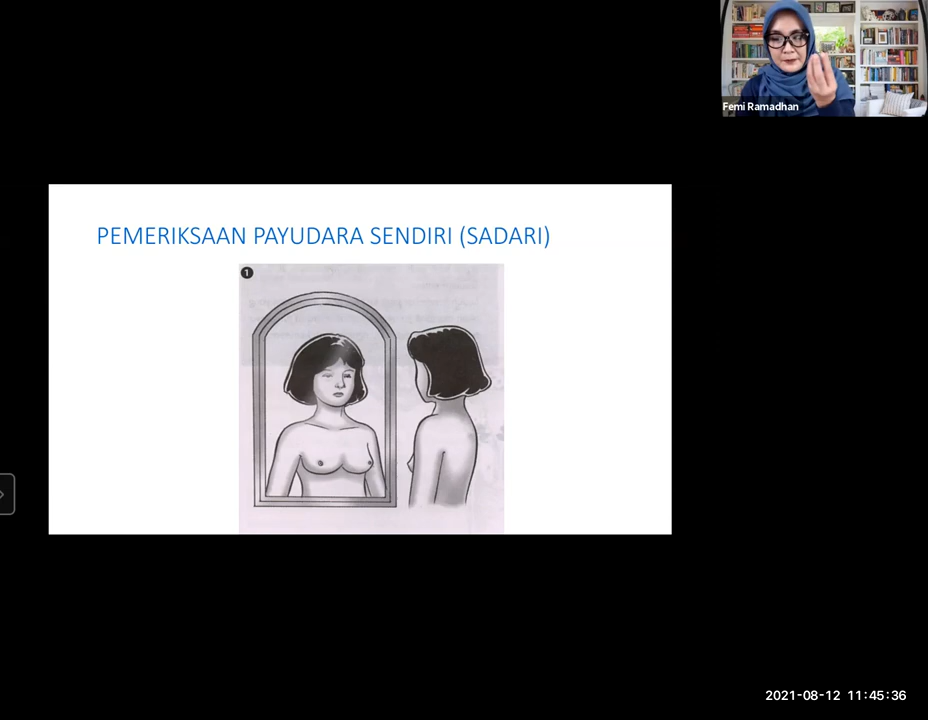 Femi Ramadhan
PEMERIKSAAN PAYUDARA SENDIRI (SADARI)
1
2021-08-12 11:45:36